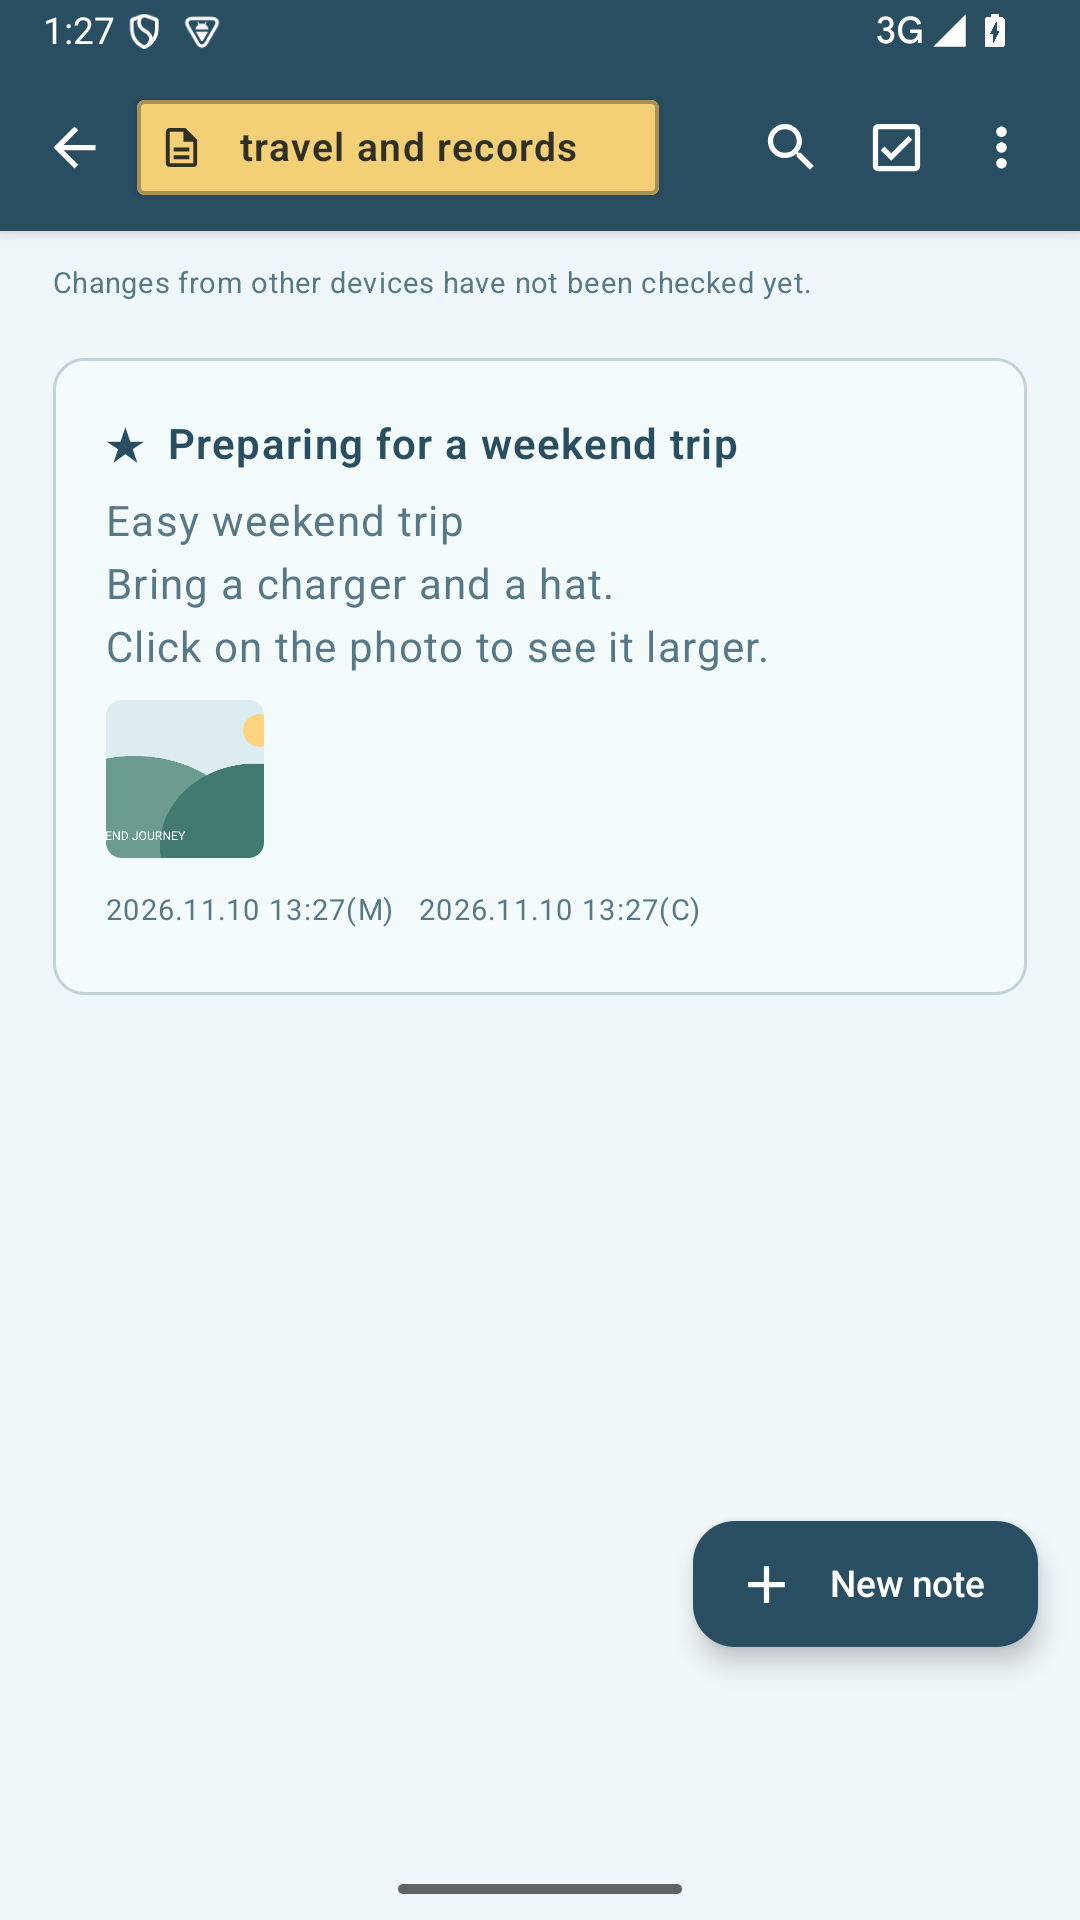 1:27
3G
travel and records
Changes from other devices have not been checked yet.
★ Preparing for a weekend trip
Easy weekend trip
Bring a charger and a hat.
Click on the photo to see it larger.
END JOURNEY
2026.11.10 13:27(M) 2026.11.10 13:27(C)
New note